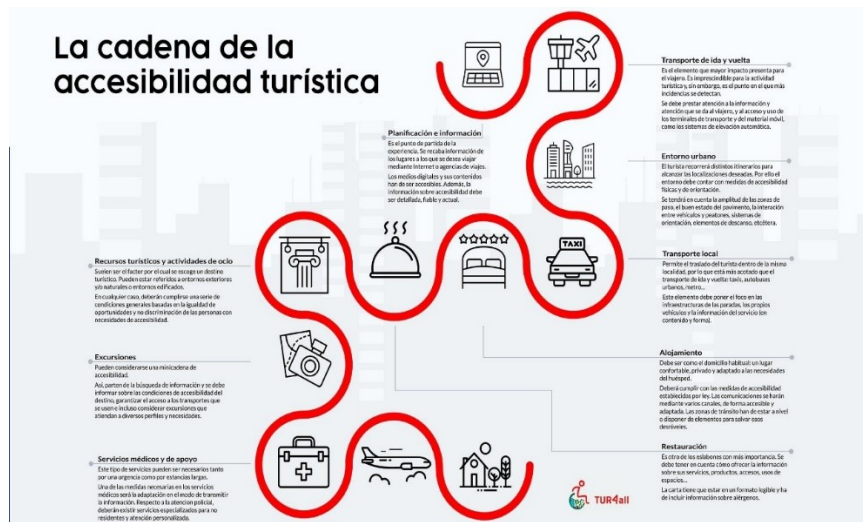 La cadena de la
accesibilidad turística
Planificación e información
Es el punto de partida de la
experiencia. Se recaba información de
los lugares a los que se desea viajar
mediante Internet o agencias de viajes.
Los medios digitales y sus contenidos
han de ser accesibles. Además, la
información sobre accesibilidad debe
ser detallada, fiable y actual.
Transporte de ida y vuelta
Es el elemento que mayor impacto presenta para
el viajero. Es imprescindible para la actividad
turística y, sin embargo, es el punto en el que más
incidencias se detectan.
Se debe prestar atención a la información y
atención que se da al viajero, y al acceso y uso de
los terminales de transporte y del material móvil,
como los sistemas de elevación automática.
Entorno urbano
El turista recorrerá distintos itinerarios para
alcanzar las localizaciones deseadas. Por ello el
entorno debe contar con medidas de accesibilidad
físicas y de orientación.
Se tendrá en cuenta la amplitud de las zonas de
paso, el buen estado del pavimento, la interacción
entre vehículos y peatones, sistemas de
orientación, elementos de descanso, etcétera.
TAXI
Transporte local
Permite el traslado del turista dentro de la misma
localidad, por lo que está más acotado que el
transporte de ida y vuelta: taxis, autobuses
urbanos, metro...
Este elemento debe poner el foco en las
infraestructuras de las paradas, los propios
vehículos y la información del servicio (en
contenido y forma).
Alojamiento
Debe ser como el domicilio habitual: un lugar
confortable, privado y adaptado a las necesidades
del huésped.
Deberá cumplir con las medidas de accesibilidad
establecidas por ley. Las comunicaciones se harán
mediante varios canales, de forma accesible y
adaptada. Las zonas de tránsito han de estar a nivel
o disponer de elementos para salvar esos
desniveles.
Restauración
Es otro de los eslabones con más importancia. Se
debe tener en cuenta cómo ofrecer la información
sobre sus servicios, productos, accesos, usos de
espacios...
La carta tiene que estar en un formato legible y ha
de incluir información sobre alérgenos.
Recursos turísticos y actividades de ocio
Suelen ser el factor por el cual se escoge un destino
turístico. Pueden estar referidos a entornos exteriores
y/o naturales o entornos edificados.
En cualquier caso, deberán cumplirse una serie de
condiciones generales basadas en la igualdad de
oportunidades y no discriminación de las personas con
necesidades de accesibilidad.
Excursiones
Pueden considerarse una minicadena de
accesibilidad.
Así, parten de la búsqueda de información y se debe
informar sobre las condiciones de accesibilidad del
destino, garantizar el acceso a los transportes que
se usen e incluso considerar excursiones que
atiendan a diversos perfiles y necesidades.
Servicios médicos y de apoyo
Este tipo de servicios pueden ser necesarios tanto
por una urgencia como por estancias largas.
Una de las medidas necesarias en los servicios
médicos será la adaptación en el modo de transmitir
la información. Respecto a la atencion policial,
deberán existir servicios especializados para no
residentes y atención personalizada.
TUR4all